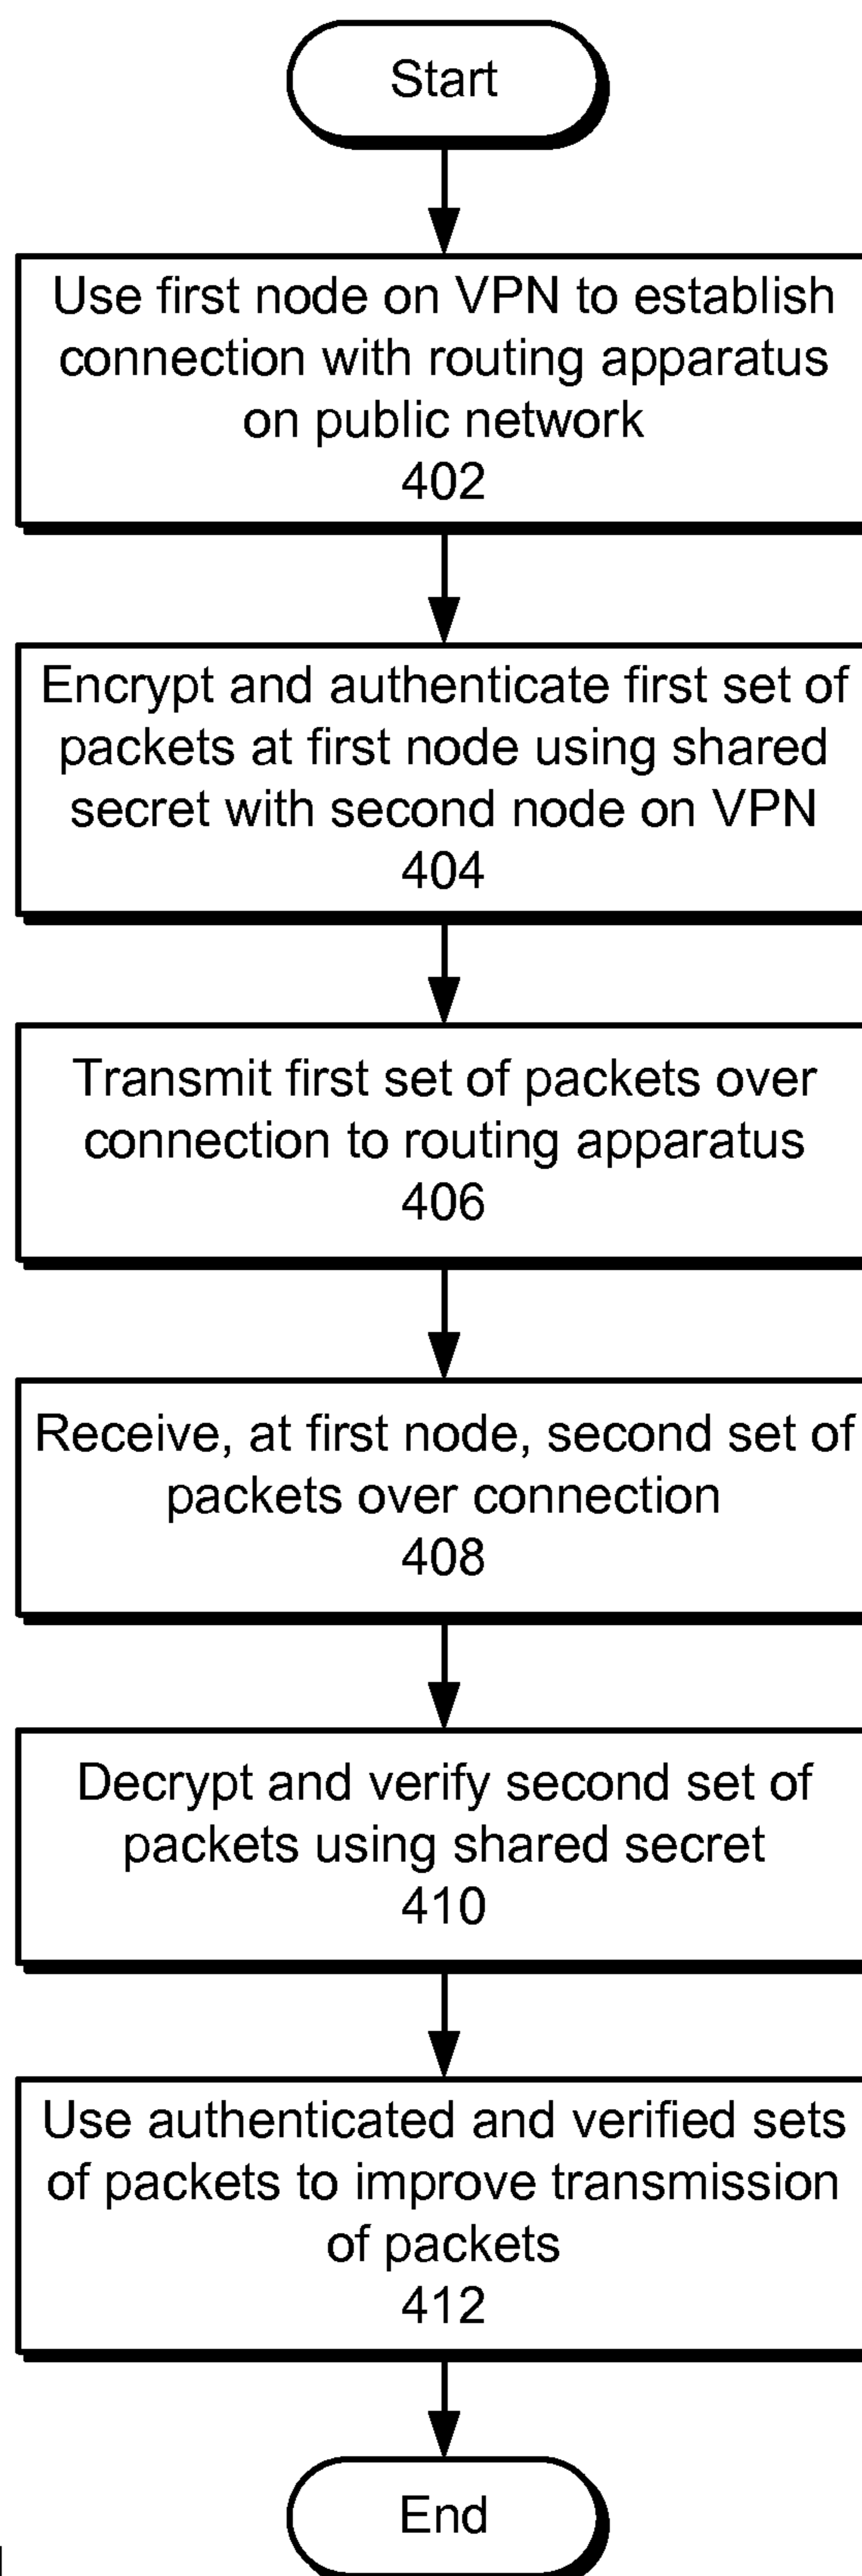 Start
Use first node on VPN to establish
connection with routing apparatus
on public network
402
Encrypt and authenticate first set of
packets at first node using shared
secret with second node on VPN
404
Transmit first set of packets over
connection to routing apparatus
406
Receive, at first node, second set of
packets over connection
408
Decrypt and verify second set of
packets using shared secret
410
Use authenticated and verified sets
of packets to improve transmission
of packets
412
End